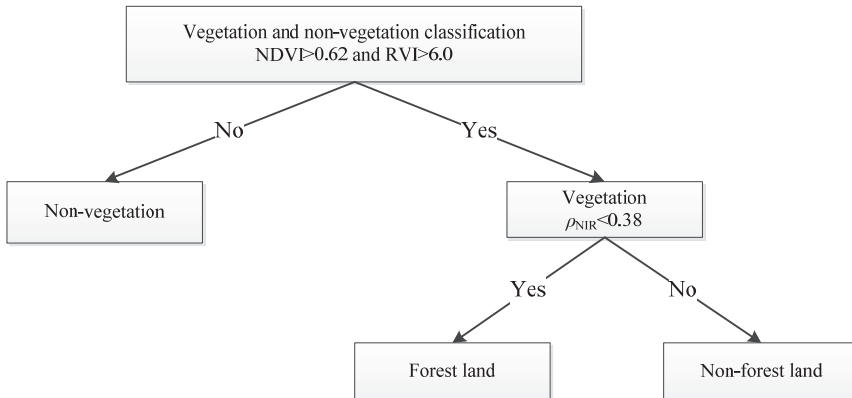 Vegetation and non-vegetation classification
NDVI>0.62 and RVI>6.0
No
Yes
Non-vegetation
Vegetation
ρNIR<0.38
Yes
No
Forest land
Non-forest land